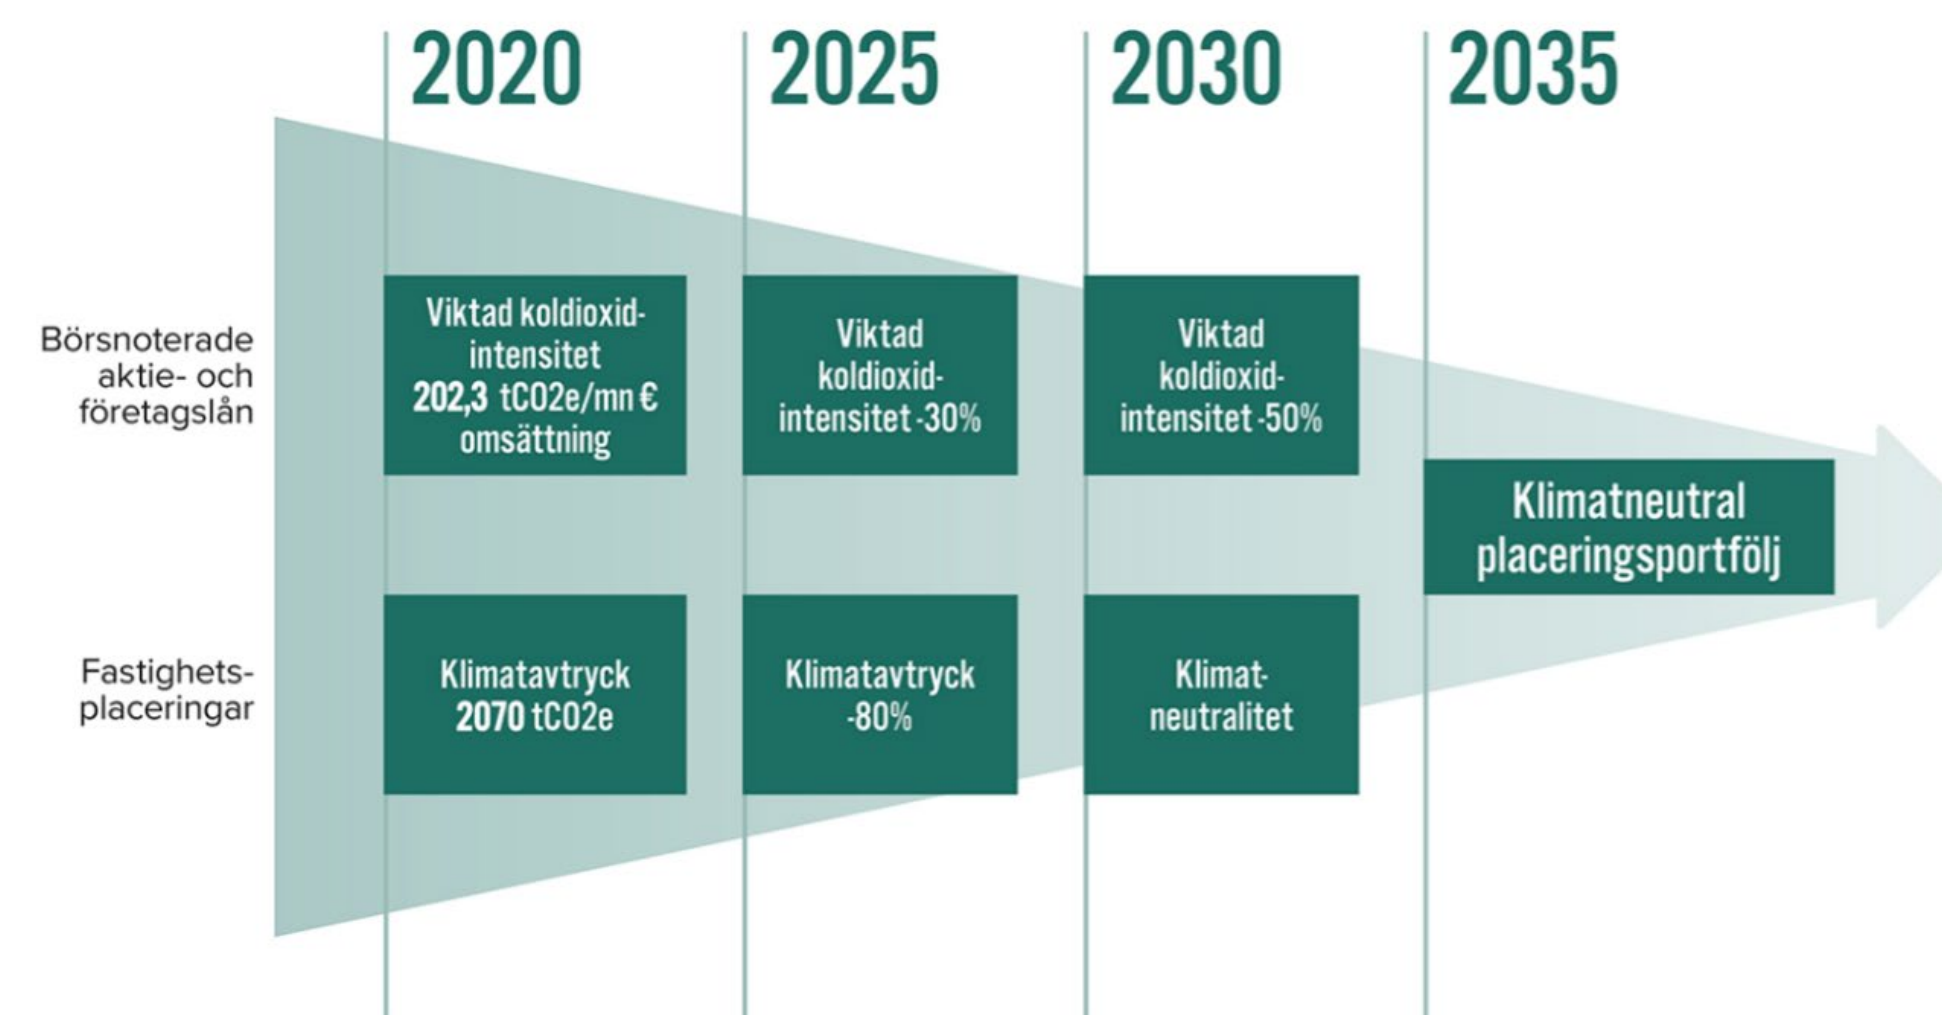 2020
2025
2030
2035
Börsnoterade
aktie- och
företagslån
Viktad koldioxid-
intensitet
202,3 tCO2e/mn €
omsättning
Viktad
koldioxid-
intensitet -30%
Viktad
koldioxid-
intensitet -50%
Klimatneutral
placeringsportfölj
Fastighets-
placeringar
Klimatavtryck
2070 tCO2e
Klimatavtryck
-80%
Klimat-
neutralitet